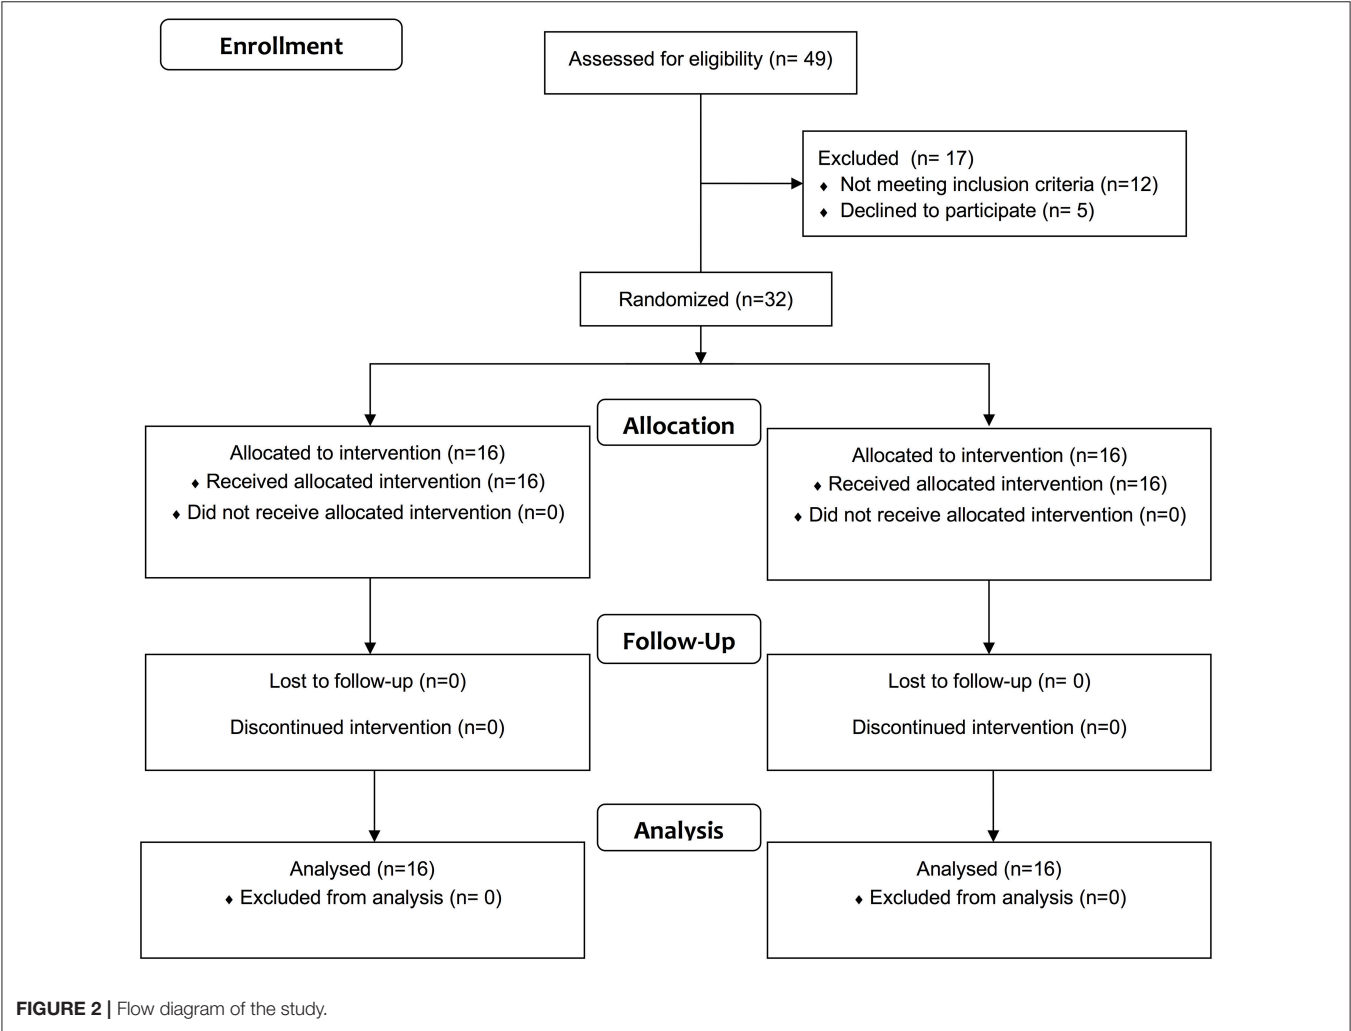 Enrollment
Assessed for eligibility (n= 49)
Excluded (n= 17)
♦ Not meeting inclusion criteria (n=12)
♦ Declined to participate (n= 5)
Randomized (n=32)
Allocation
Allocated to intervention (n=16)
♦ Received allocated intervention (n=16)
♦ Did not receive allocated intervention (n=0)
Allocated to intervention (n=16)
♦ Received allocated intervention (n=16)
♦ Did not receive allocated intervention (n=0)
Follow-Up
Lost to follow-up (n=0)
Discontinued intervention (n=0)
Lost to follow-up (n= 0)
Discontinued intervention (n=0)
Analysis
Analysed (n=16)
♦ Excluded from analysis (n= 0)
Analysed (n=16)
♦ Excluded from analysis (n=0)
FIGURE 2 | Flow diagram of the study.